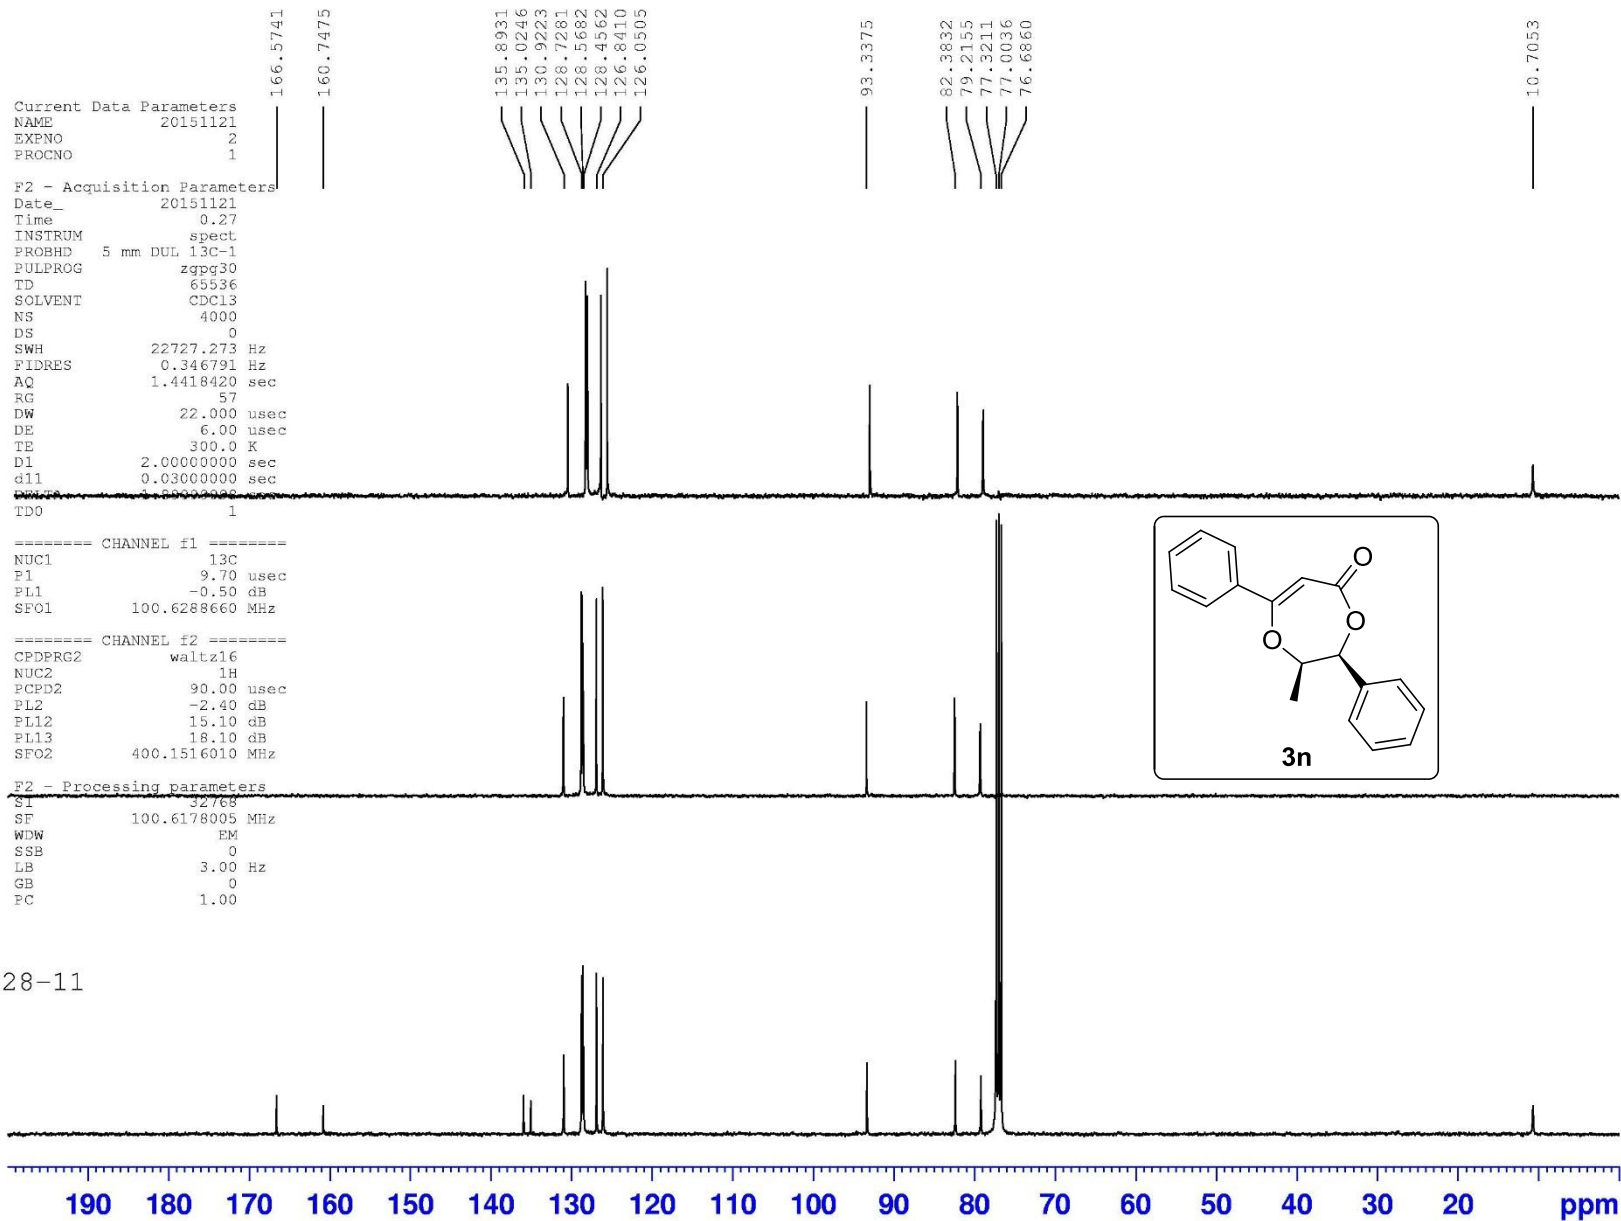 166.5741
160.7475
135.8931
135.0246
130.9223
128.7281
128.5682
128.4562
126.8410
126.0505
93.3375
82.3832
79.2155
77.3211
77.0036
76.6860
10.7053
Current Data Parameters
NAME 20151121
EXPNO 2
PROCNO 1
F2 - Acquisition Parameters
Date_ 20151121
Time 0.27
INSTRUM spect
PROBHD 5 mm DUL 13C-1
PULPROG zgpg30
TD 65536
SOLVENT CDCl3
NS 4000
DS 0
SWH 22727.273 Hz
FIDRES 0.346791 Hz
AQ 1.4418420 sec
RG 57
DW 22.000 usec
DE 6.00 usec
TE 300.0 K
D1 2.00000000 sec
d11 0.03000000 sec
DELTA
TD0 1
======== CHANNEL f1 ========
NUC1 13C
P1 9.70 usec
PL1 -0.50 dB
SFO1 100.6288660 MHz
======== CHANNEL f2 ========
CPDPRG2 waltz16
NUC2 1H
PCPD2 90.00 usec
PL2 -2.40 dB
PL12 15.10 dB
PL13 18.10 dB
SFO2 400.1516010 MHz
F2 - Processing parameters
SI 32768
SF 100.6178005 MHz
WDW EM
SSB 0
LB 3.00 Hz
GB 0
PC 1.00
O
O
O
3n
28-11
190 180 170 160 150 140 130 120 110 100 90 80 70 60 50 40 30 20 ppm